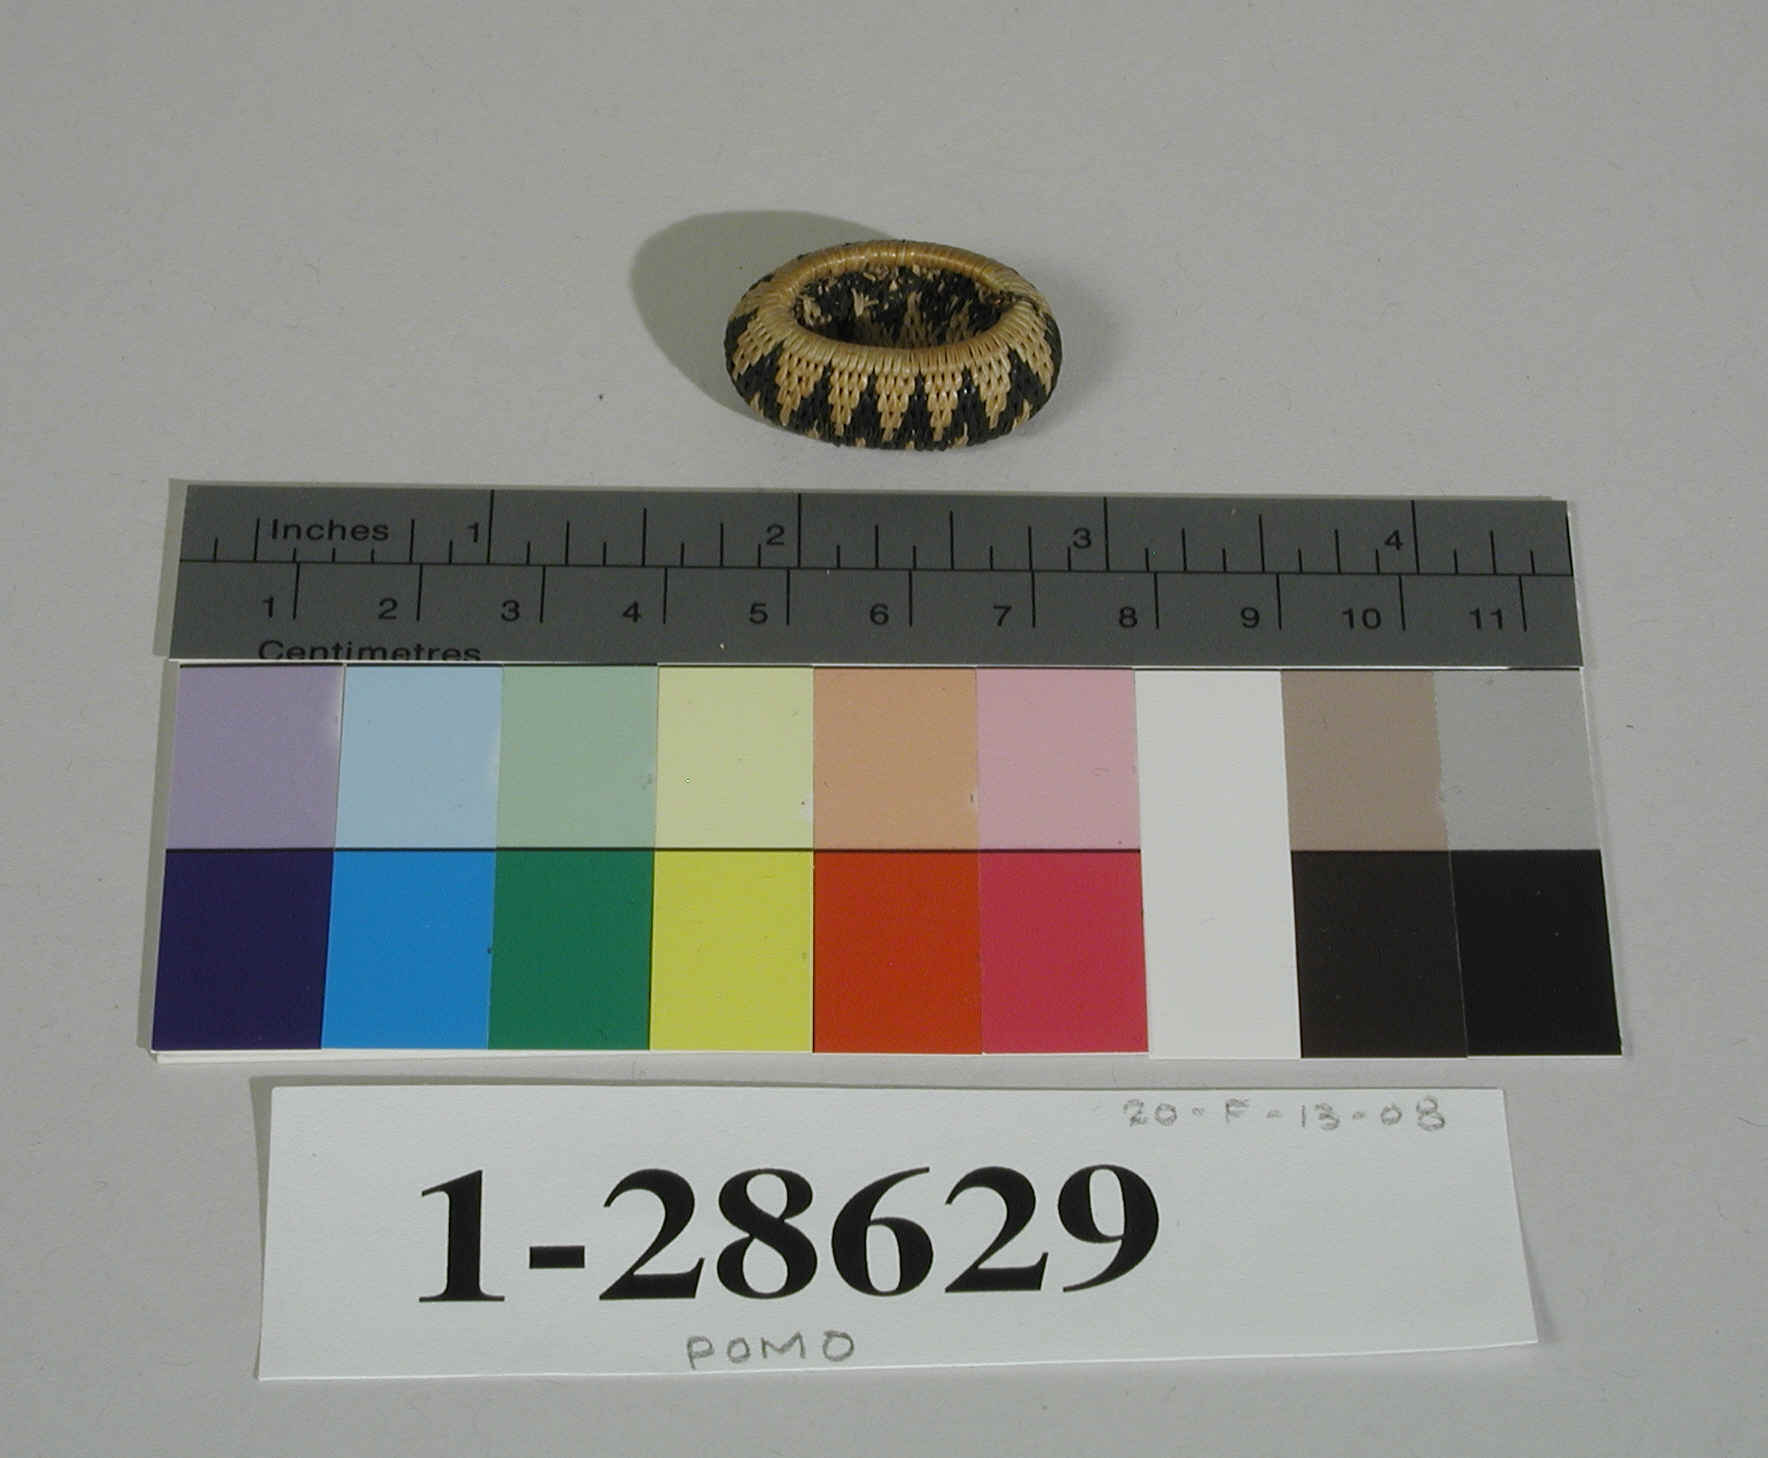 Inches 1 2 3 4
1 2 3 4 5 6 7 8 9 10 11
Centimetres
20-F-13-08
1-28629
POMO